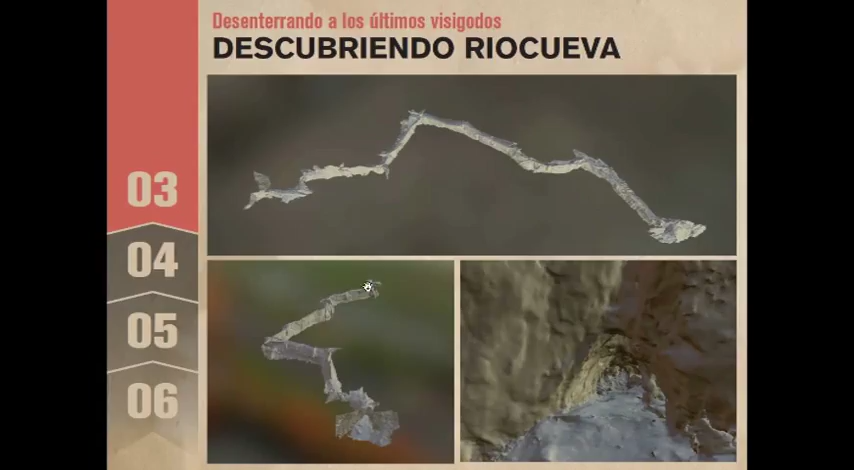 Desenterrando a los últimos visigodos
DESCUBRIENDO RIOCUEVA
03
04
05
06